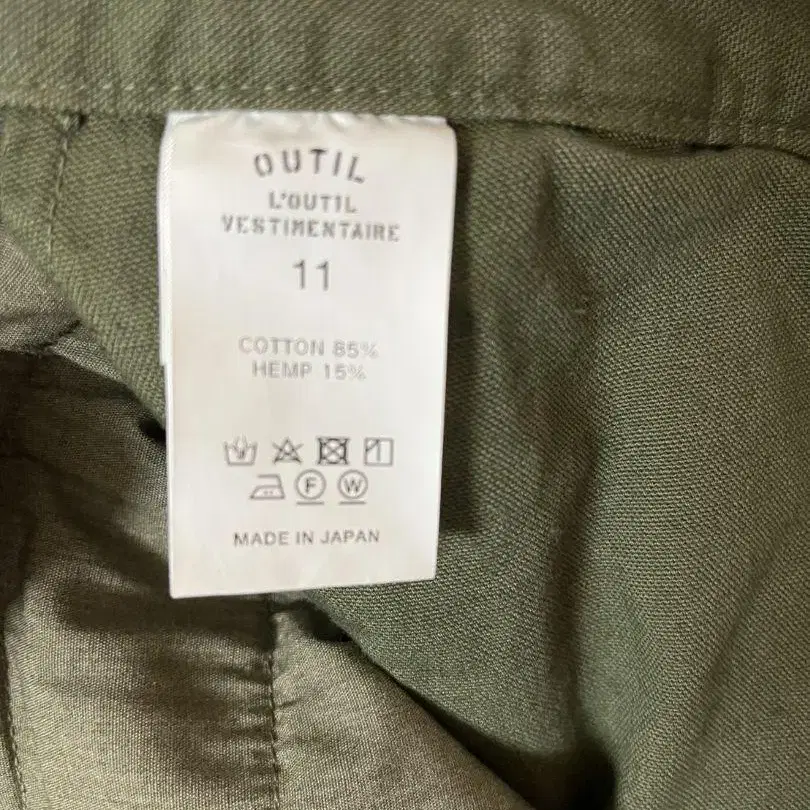 OUTIL
L'OUTIL
VESTIMENTAIRE
11
COTTON 85%
HEMP 15%
F W
MADE IN JAPAN